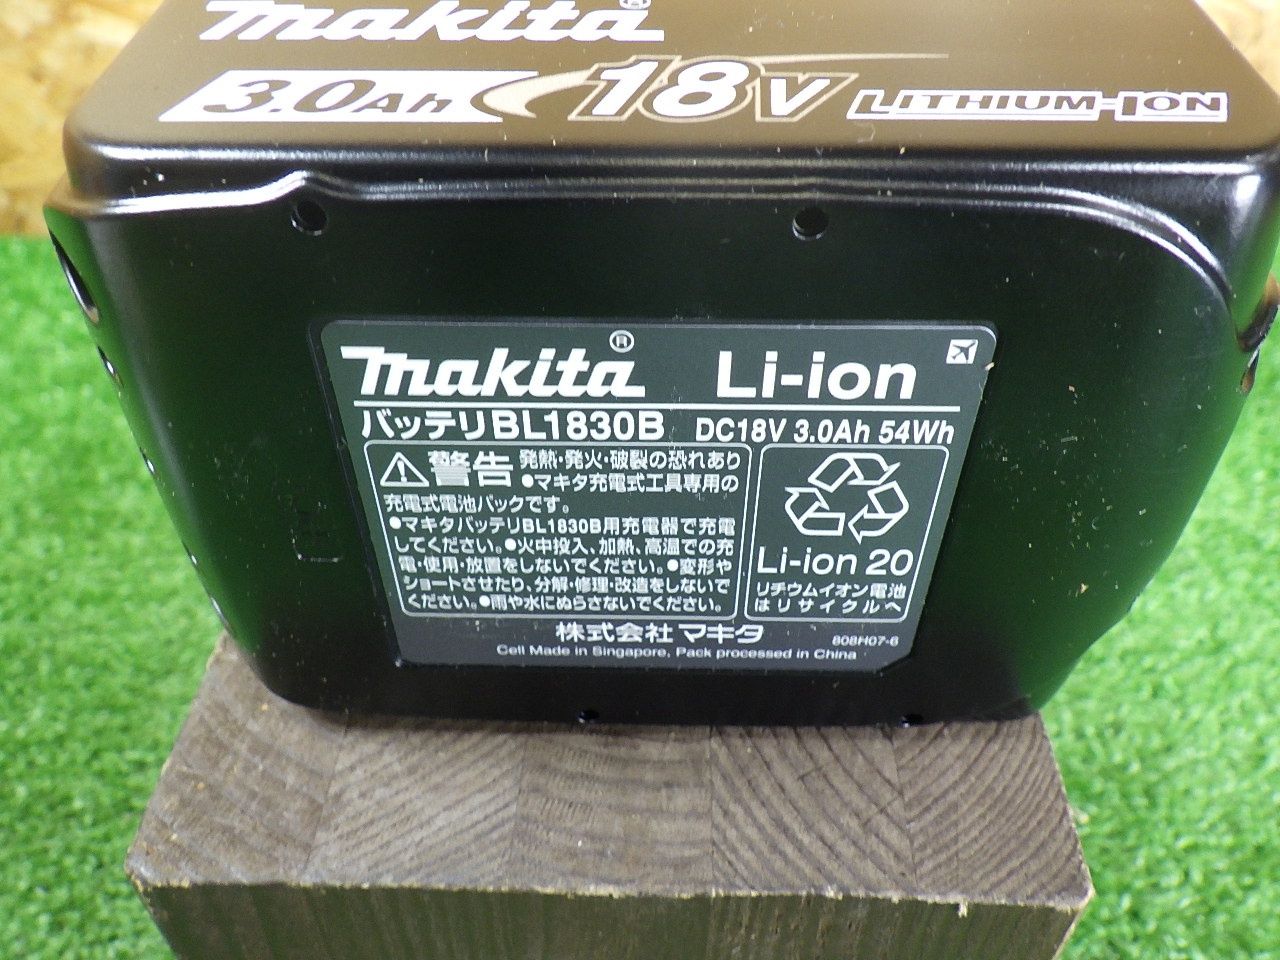 makita®
3.0Ah 18V LITHIUM-ION
makita® Li-ion
バッテリBL1830B DC18V 3.0Ah 54Wh
警告 発熱・発火・破裂の恐れあり
●マキタ充電式工具専用の
充電式電池パックです。
●マキタバッテリBL1830B用充電器で充電
してください。●火中投入、加熱、高温での充
電・使用・放置をしないでください。●変形や
ショートさせたり、分解・修理・改造をしないで
ください。●雨や水にぬらさないでください。
Li-ion 20
リチウムイオン電池
はリサイクルへ
株式会社 マキタ 808H07-6
Cell Made in Singapore, Pack processed in China